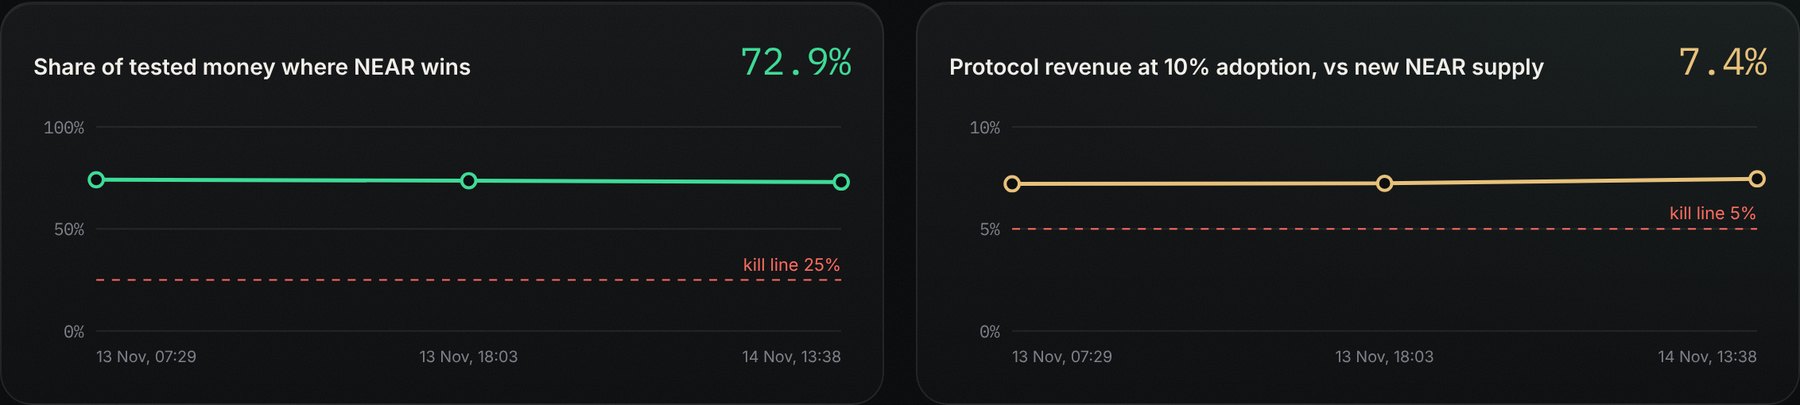 Share of tested money where NEAR wins
72.9%
100%
50%
kill line 25%
0%
13 Nov, 07:29
13 Nov, 18:03
14 Nov, 13:38
Protocol revenue at 10% adoption, vs new NEAR supply
7.4%
10%
kill line 5%
5%
0%
13 Nov, 07:29
13 Nov, 18:03
14 Nov, 13:38